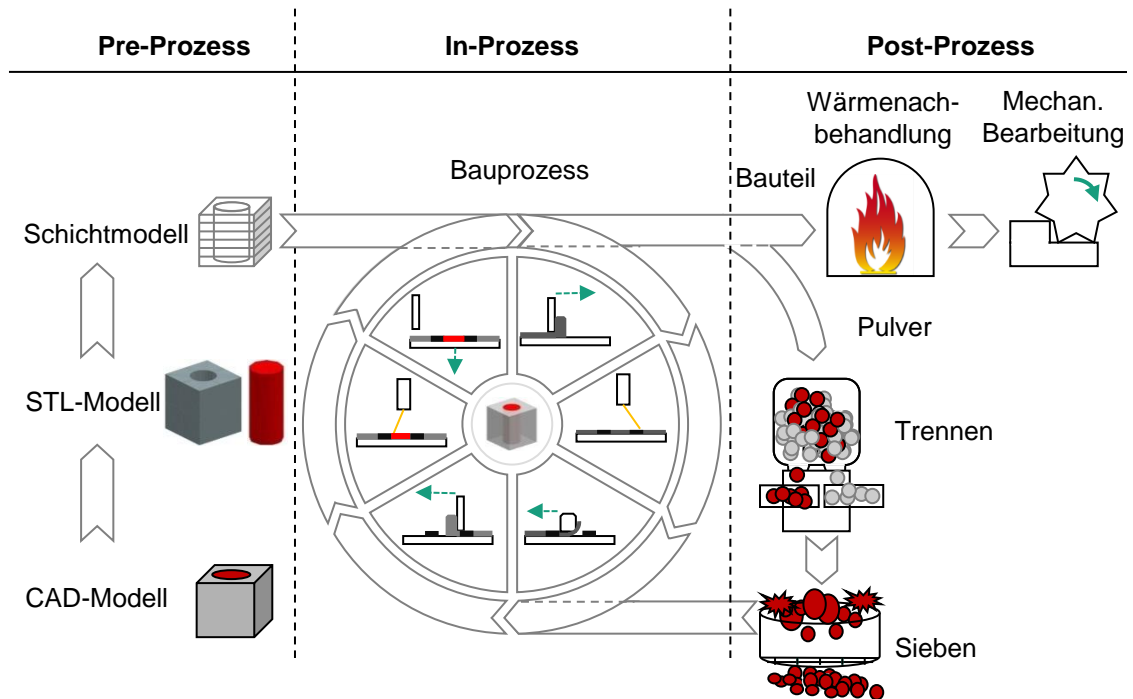 Pre-Prozess
In-Prozess
Post-Prozess
Schichtmodell
STL-Modell
CAD-Modell
Bauprozess
Bauteil
Wärmenach-
behandlung
Mechan.
Bearbeitung
Pulver
Trennen
Sieben